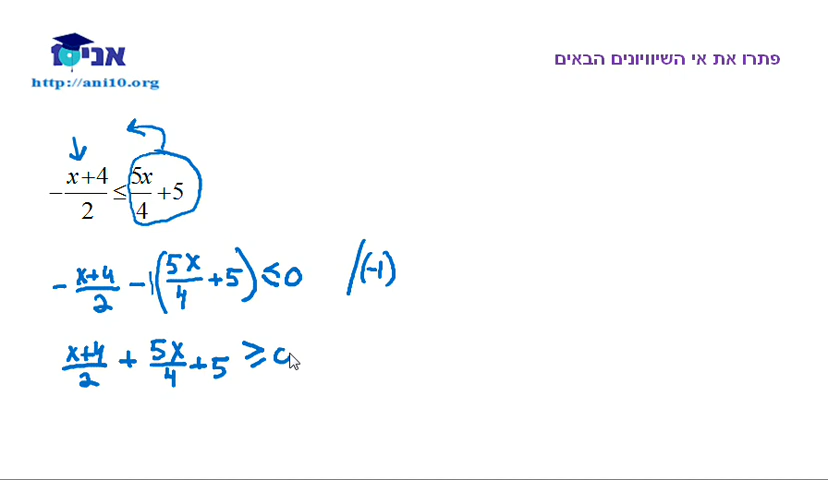 אני10
http://ani10.org
פתרו את אי השיוויונים הבאים
-(x+4)/2 ≤ 5x/4 + 5
-(x+4)/2 - 1(5x/4 + 5) ≤ 0 /(-1)
(x+4)/2 + 5x/4 + 5 ≥ 0